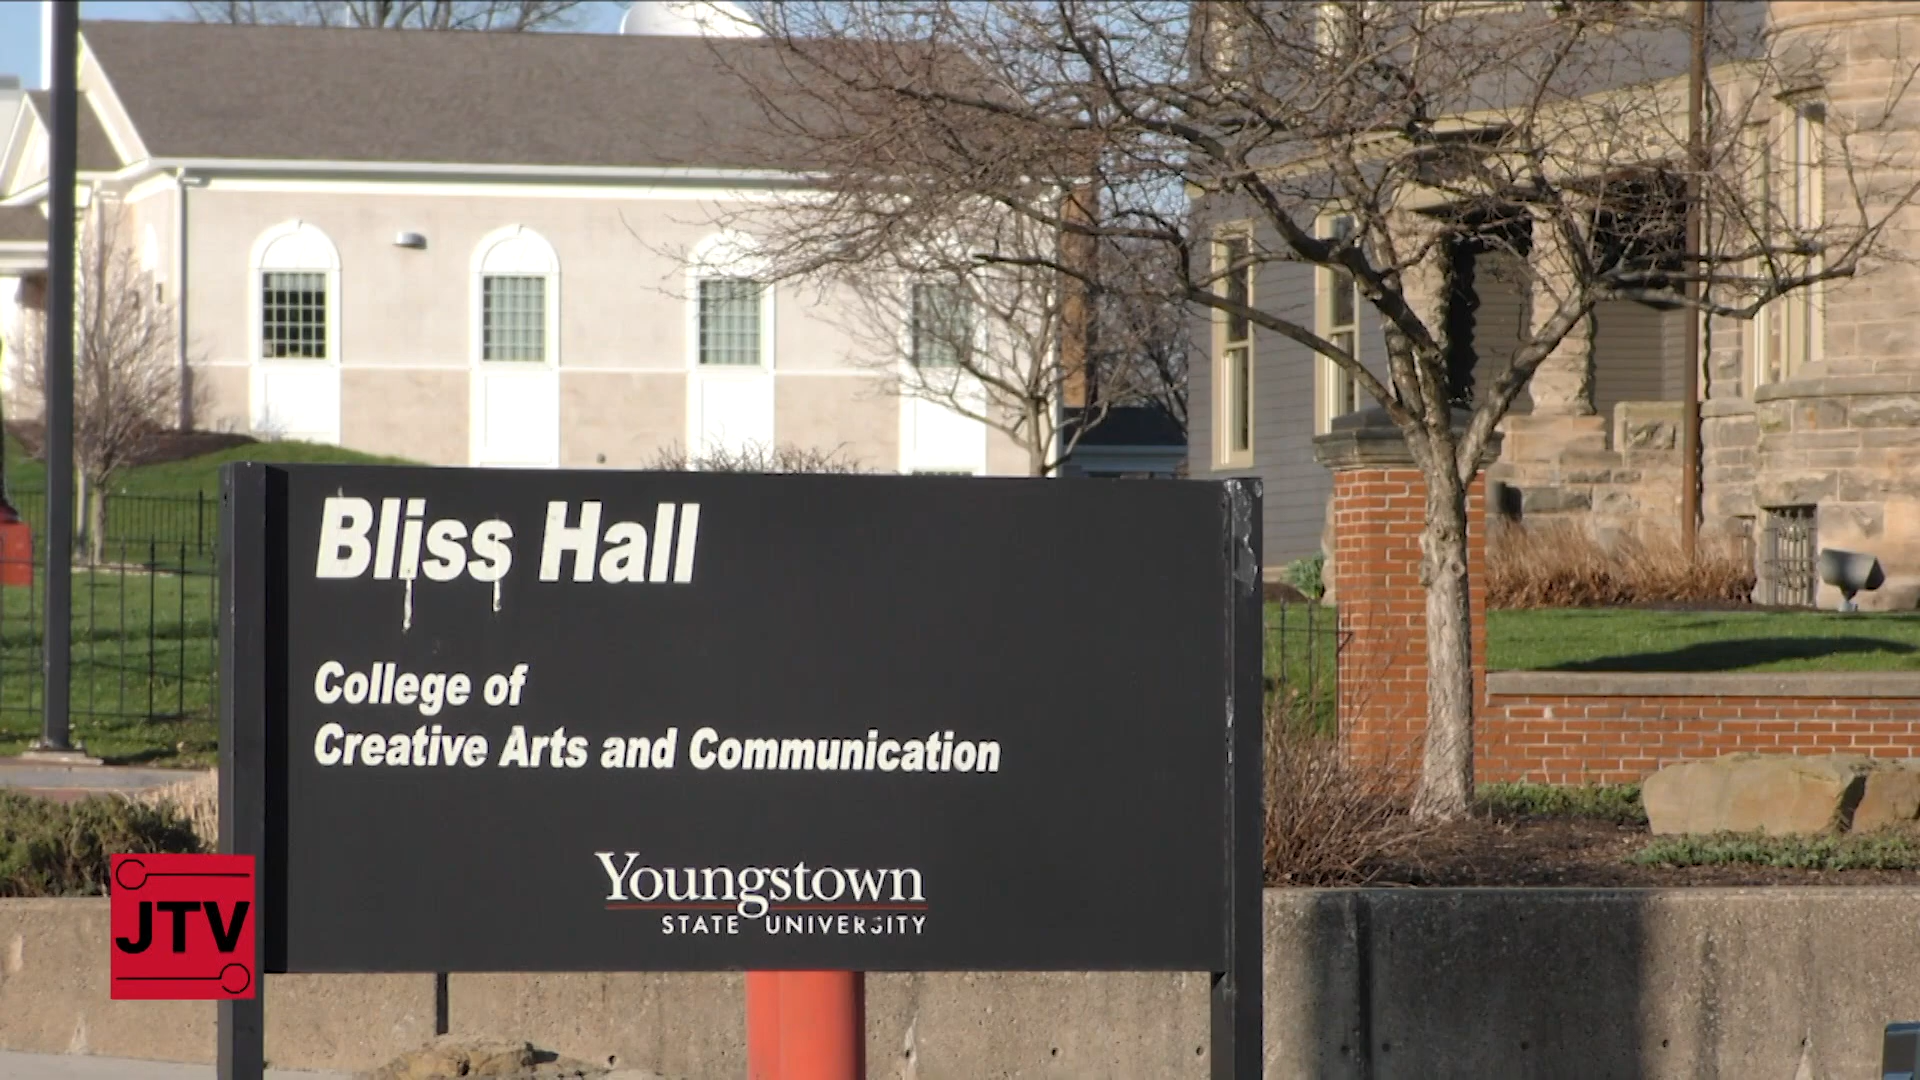 Bliss Hall
College of
Creative Arts and Communication
Youngstown
STATE UNIVERSITY
JTV